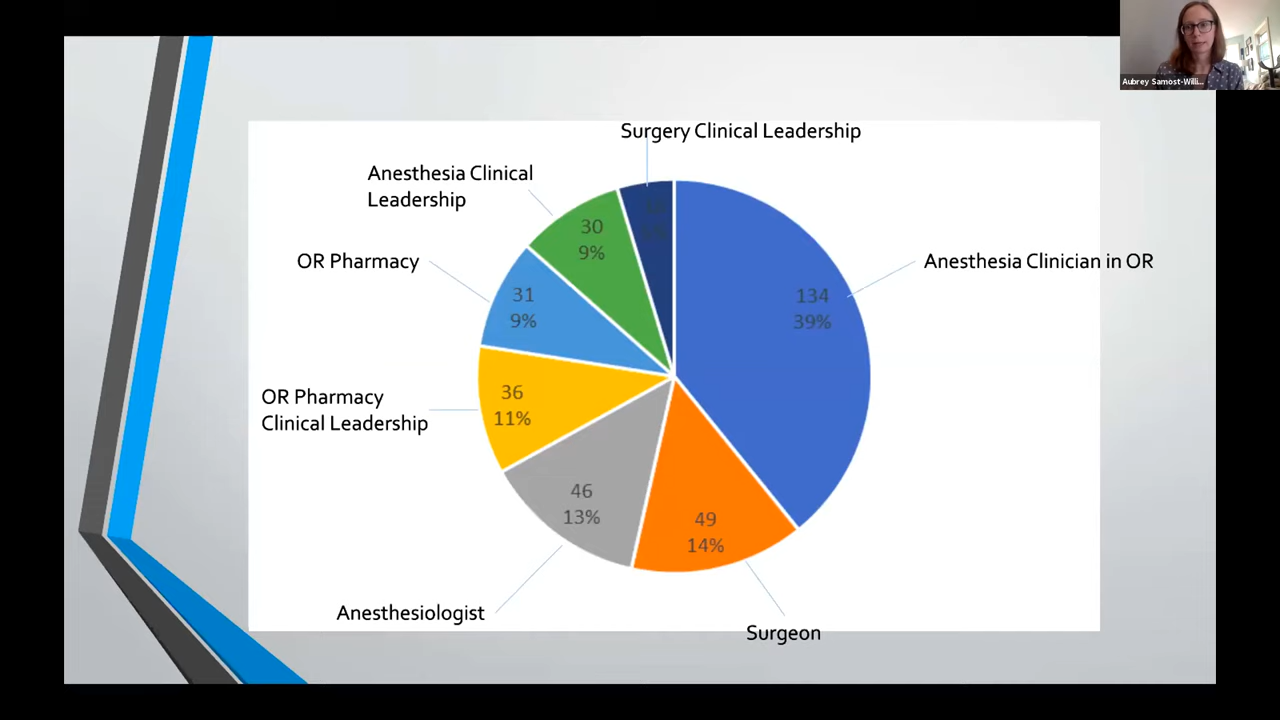 Aubrey Samost-Willi...
Surgery Clinical Leadership
Anesthesia Clinical
Leadership
30
9%
OR Pharmacy
31
9%
Anesthesia Clinician in OR
134
39%
OR Pharmacy
Clinical Leadership
36
11%
46
13%
49
14%
Anesthesiologist
Surgeon